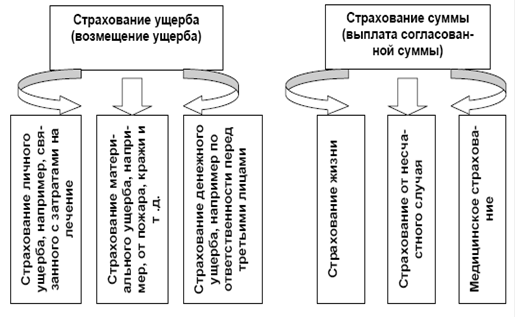 Страхование ущерба
(возмещение ущерба)
Страхование суммы
(выплата согласован-
ной суммы)
Страхование личного
ущерба, например, свя-
занного с затратами на
лечение
Страхование матери-
ального ущерба, напри-
мер, от пожара, кражи и
т д.
Страхование денежного
ущерба, например по
ответственности перед
третьими лицами
Страхование жизни
Страхование от несча-
стного случая
Медицинское страхова-
ние